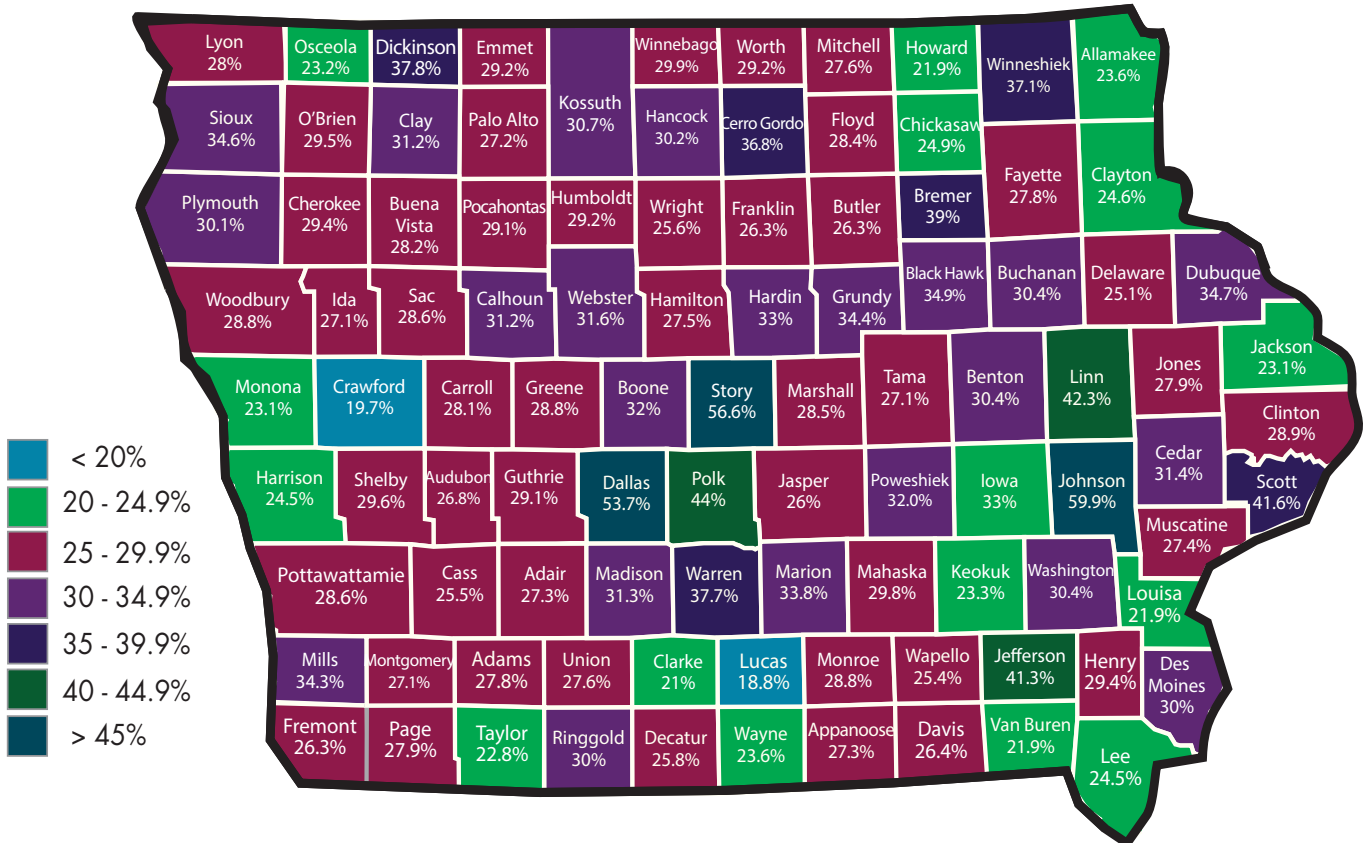 Lyon
28%
Osceola
23.2%
Dickinson
37.8%
Emmet
29.2%
Kossuth
30.7%
Winnebago
29.9%
Worth
29.2%
Mitchell
27.6%
Howard
21.9%
Winneshiek
37.1%
Allamakee
23.6%
Sioux
34.6%
O'Brien
29.5%
Clay
31.2%
Palo Alto
27.2%
Hancock
30.2%
Cerro Gordo
36.8%
Floyd
28.4%
Chickasaw
24.9%
Fayette
27.8%
Clayton
24.6%
Plymouth
30.1%
Cherokee
29.4%
Buena
Vista
28.2%
Pocahontas
29.1%
Humboldt
29.2%
Wright
25.6%
Franklin
26.3%
Butler
26.3%
Bremer
39%
Woodbury
28.8%
Ida
27.1%
Sac
28.6%
Calhoun
31.2%
Webster
31.6%
Hamilton
27.5%
Hardin
33%
Grundy
34.4%
Black Hawk
34.9%
Buchanan
30.4%
Delaware
25.1%
Dubuque
34.7%
Monona
23.1%
Crawford
19.7%
Carroll
28.1%
Greene
28.8%
Boone
32%
Story
56.6%
Marshall
28.5%
Tama
27.1%
Benton
30.4%
Linn
42.3%
Jones
27.9%
Jackson
23.1%
Clinton
28.9%
Harrison
24.5%
Shelby
29.6%
Audubon
26.8%
Guthrie
29.1%
Dallas
53.7%
Polk
44%
Jasper
26%
Poweshiek
32.0%
Iowa
33%
Johnson
59.9%
Cedar
31.4%
Scott
41.6%
Muscatine
27.4%
Pottawattamie
28.6%
Cass
25.5%
Adair
27.3%
Madison
31.3%
Warren
37.7%
Marion
33.8%
Mahaska
29.8%
Keokuk
23.3%
Washington
30.4%
Louisa
21.9%
Mills
34.3%
Montgomery
27.1%
Adams
27.8%
Union
27.6%
Clarke
21%
Lucas
18.8%
Monroe
28.8%
Wapello
25.4%
Jefferson
41.3%
Henry
29.4%
Des
Moines
30%
Fremont
26.3%
Page
27.9%
Taylor
22.8%
Ringgold
30%
Decatur
25.8%
Wayne
23.6%
Appanoose
27.3%
Davis
26.4%
Van Buren
21.9%
Lee
24.5%
< 20%
20 - 24.9%
25 - 29.9%
30 - 34.9%
35 - 39.9%
40 - 44.9%
> 45%